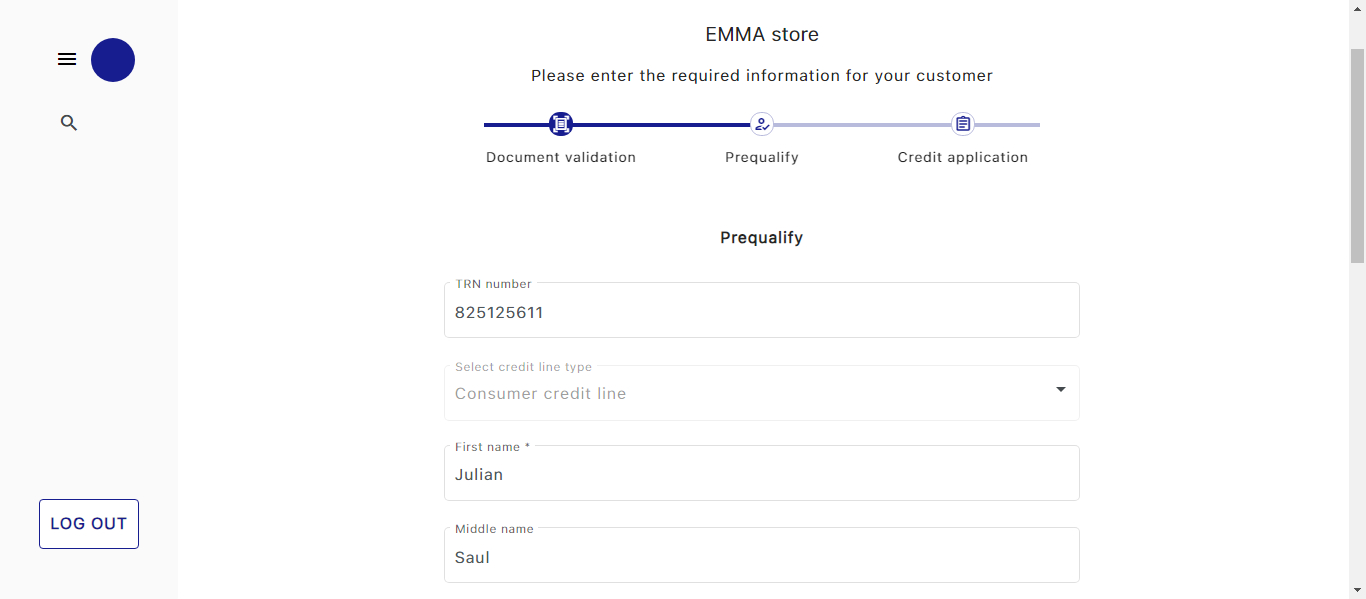 EMMA store
Please enter the required information for your customer
Document validation
Prequalify
Credit application
Prequalify
TRN number
825125611
Select credit line type
Consumer credit line
First name *
Julian
Middle name
Saul
LOG OUT